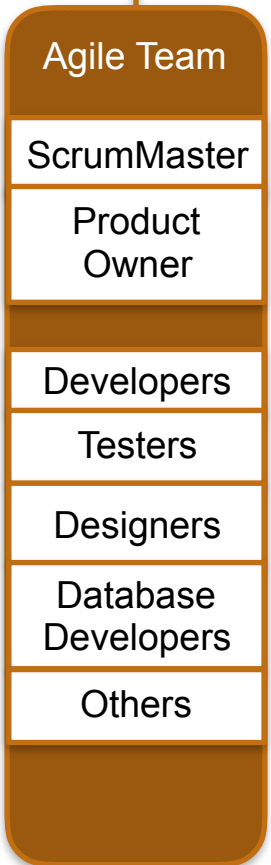 Agile Team
ScrumMaster
Product
Owner
Developers
Testers
Designers
Database
Developers
Others